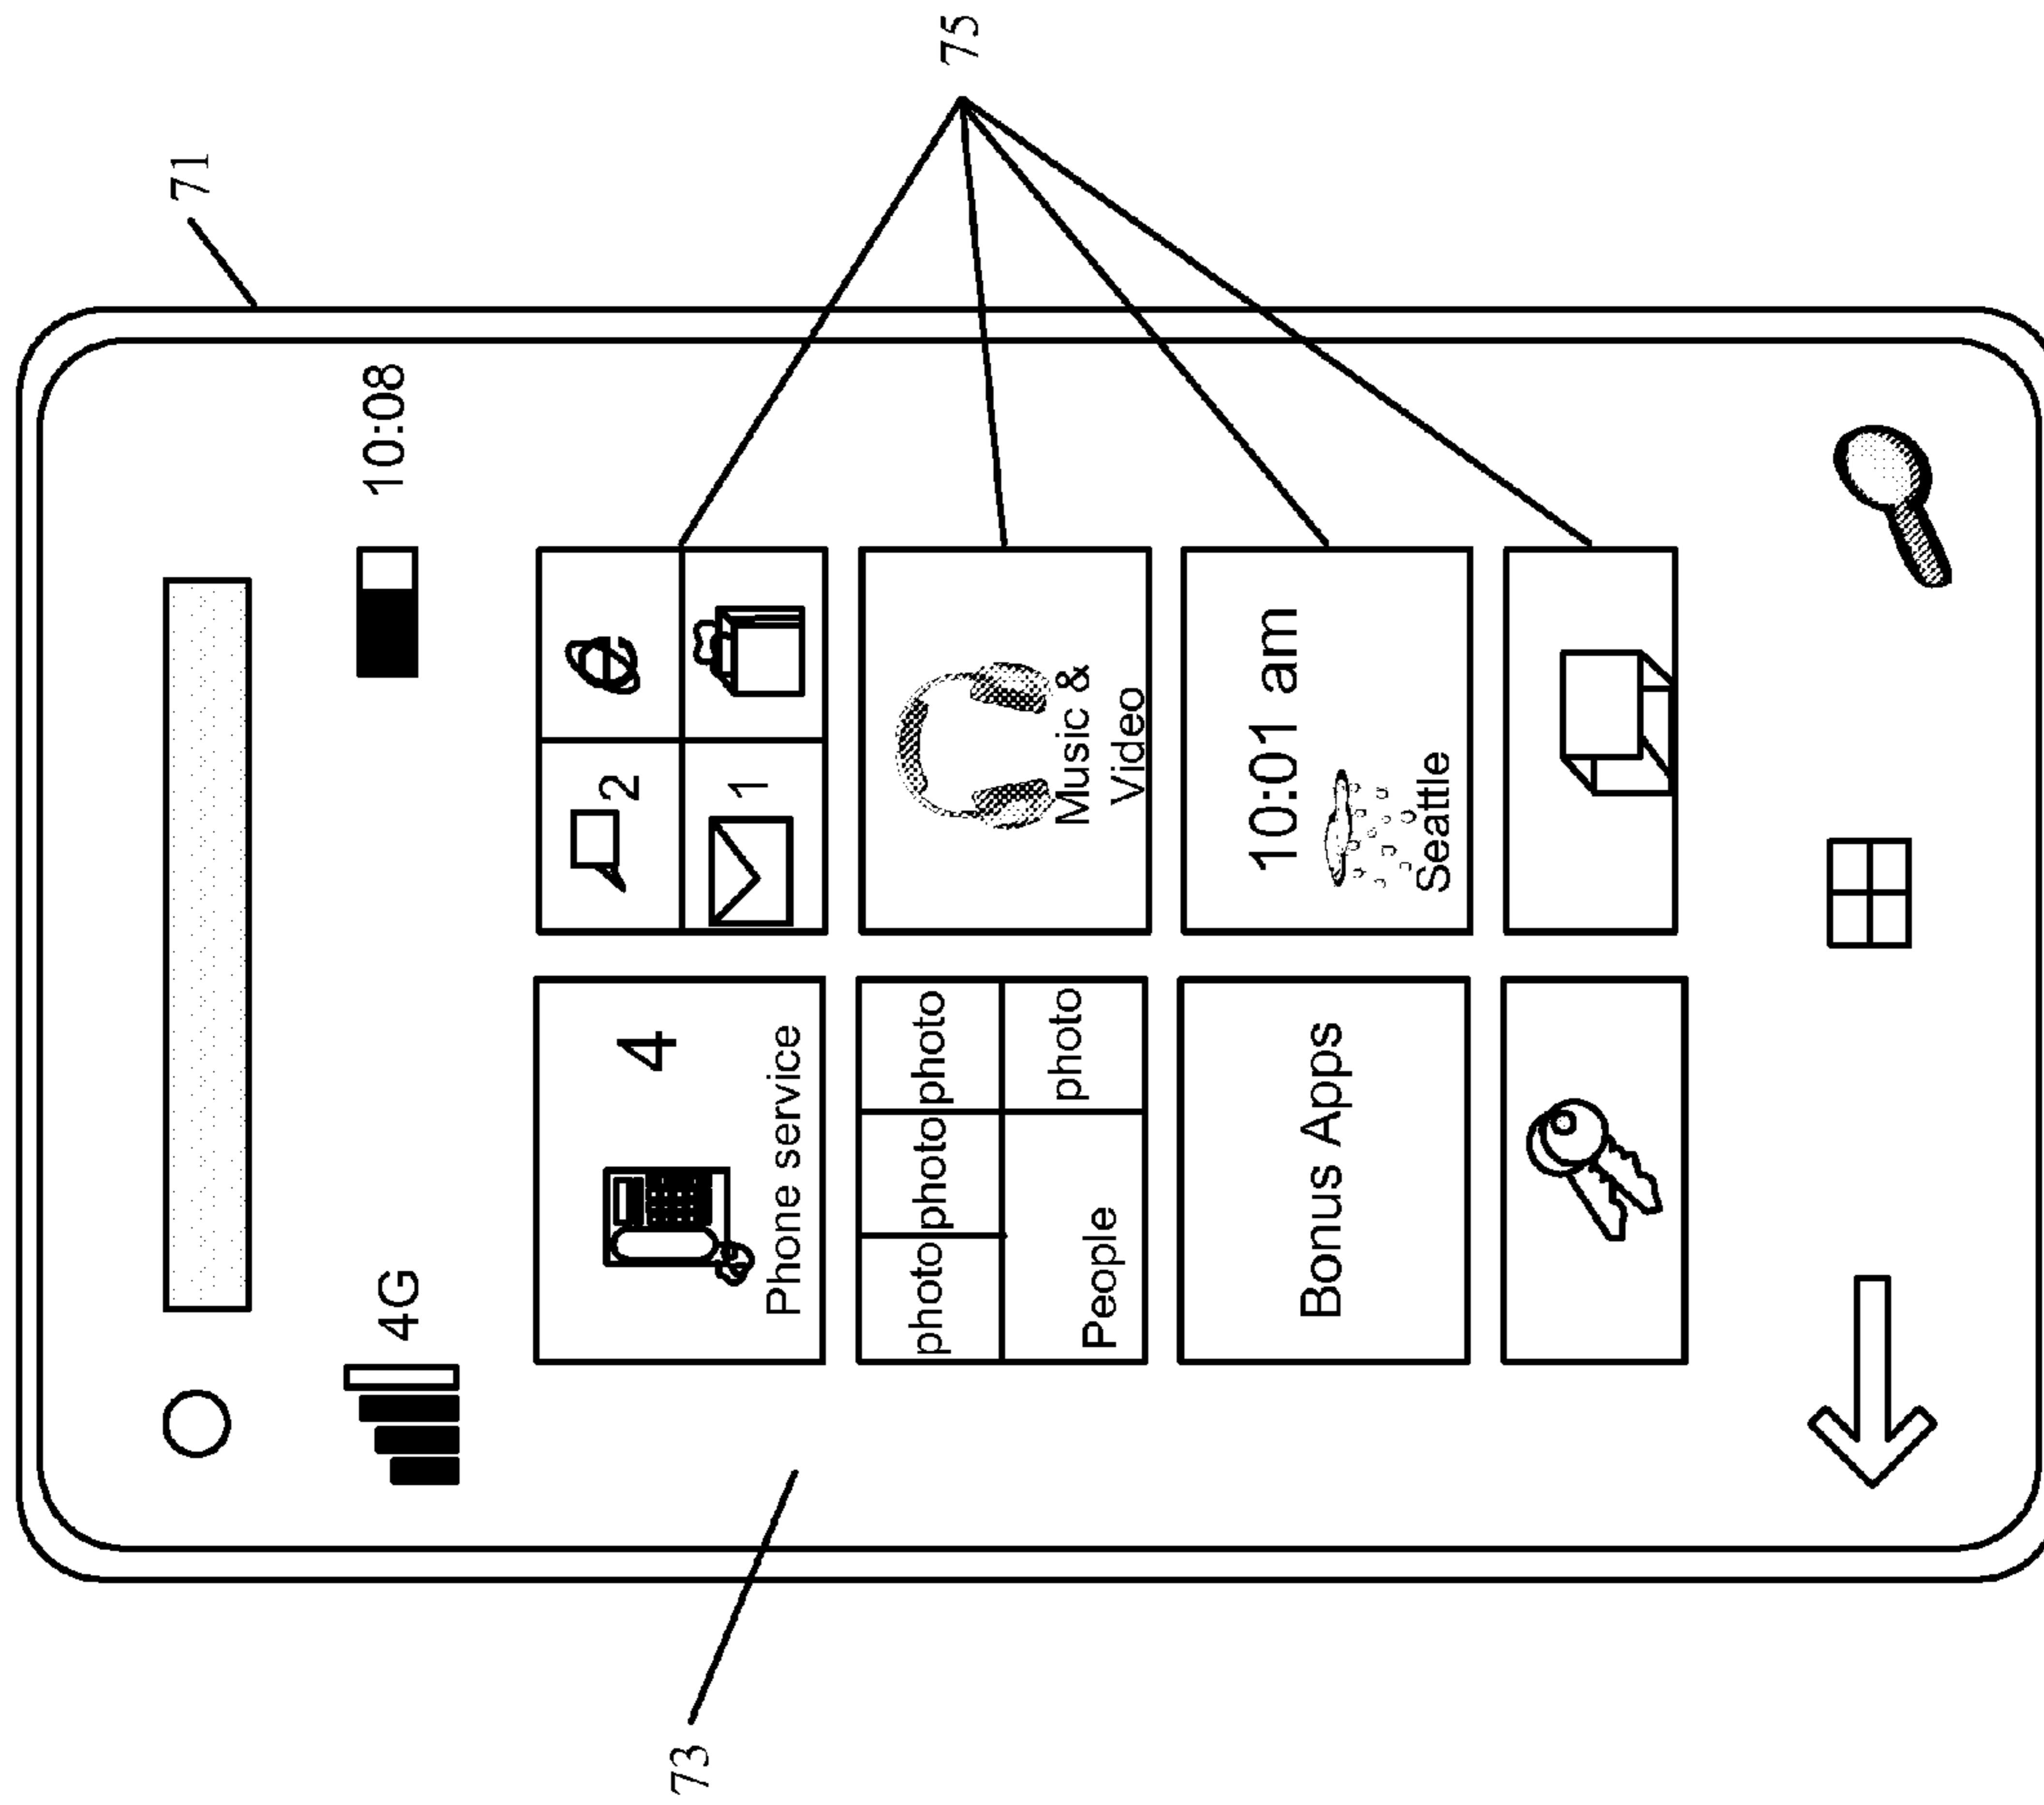 71
4G
10:08
4
Phone service
2
1
73
photo
photo
photo
photo
People
Music &
Video
75
Bonus Apps
10:01 am
Seattle